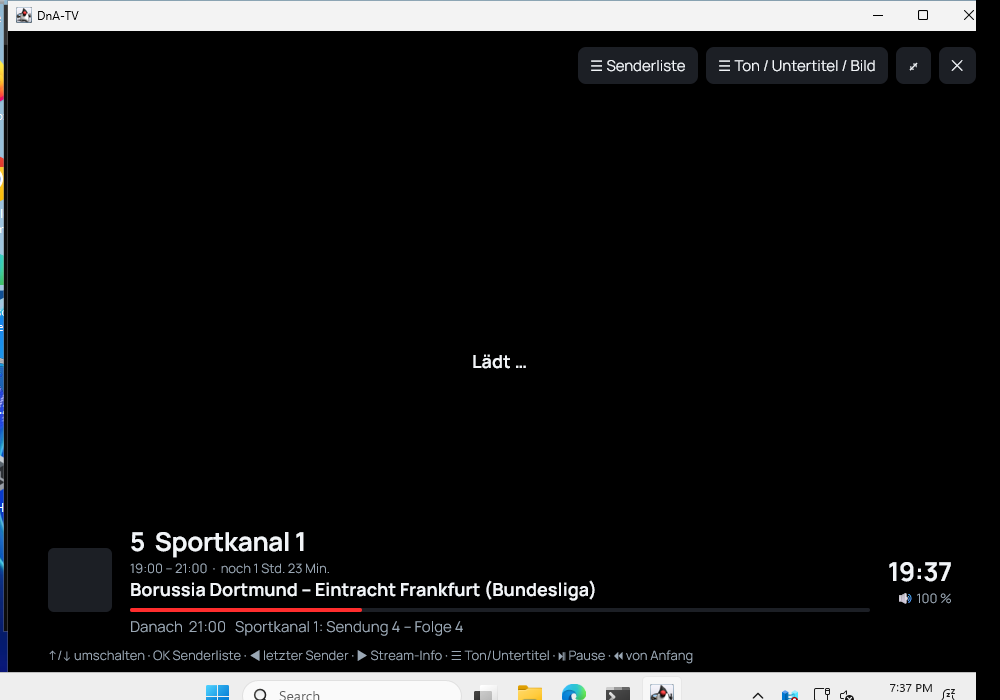 DnA-TV
☰ Senderliste
☰ Ton / Untertitel / Bild
Lädt ...
5 Sportkanal 1
19:00 – 21:00 · noch 1 Std. 23 Min.
Borussia Dortmund – Eintracht Frankfurt (Bundesliga)
19:37
100 %
Danach 21:00 Sportkanal 1: Sendung 4 – Folge 4
↑/↓ umschalten · OK Senderliste · ◀ letzter Sender · ▶ Stream-Info · ☰ Ton/Untertitel · ⏯ Pause · ⏪ von Anfang
Search
7:37 PM